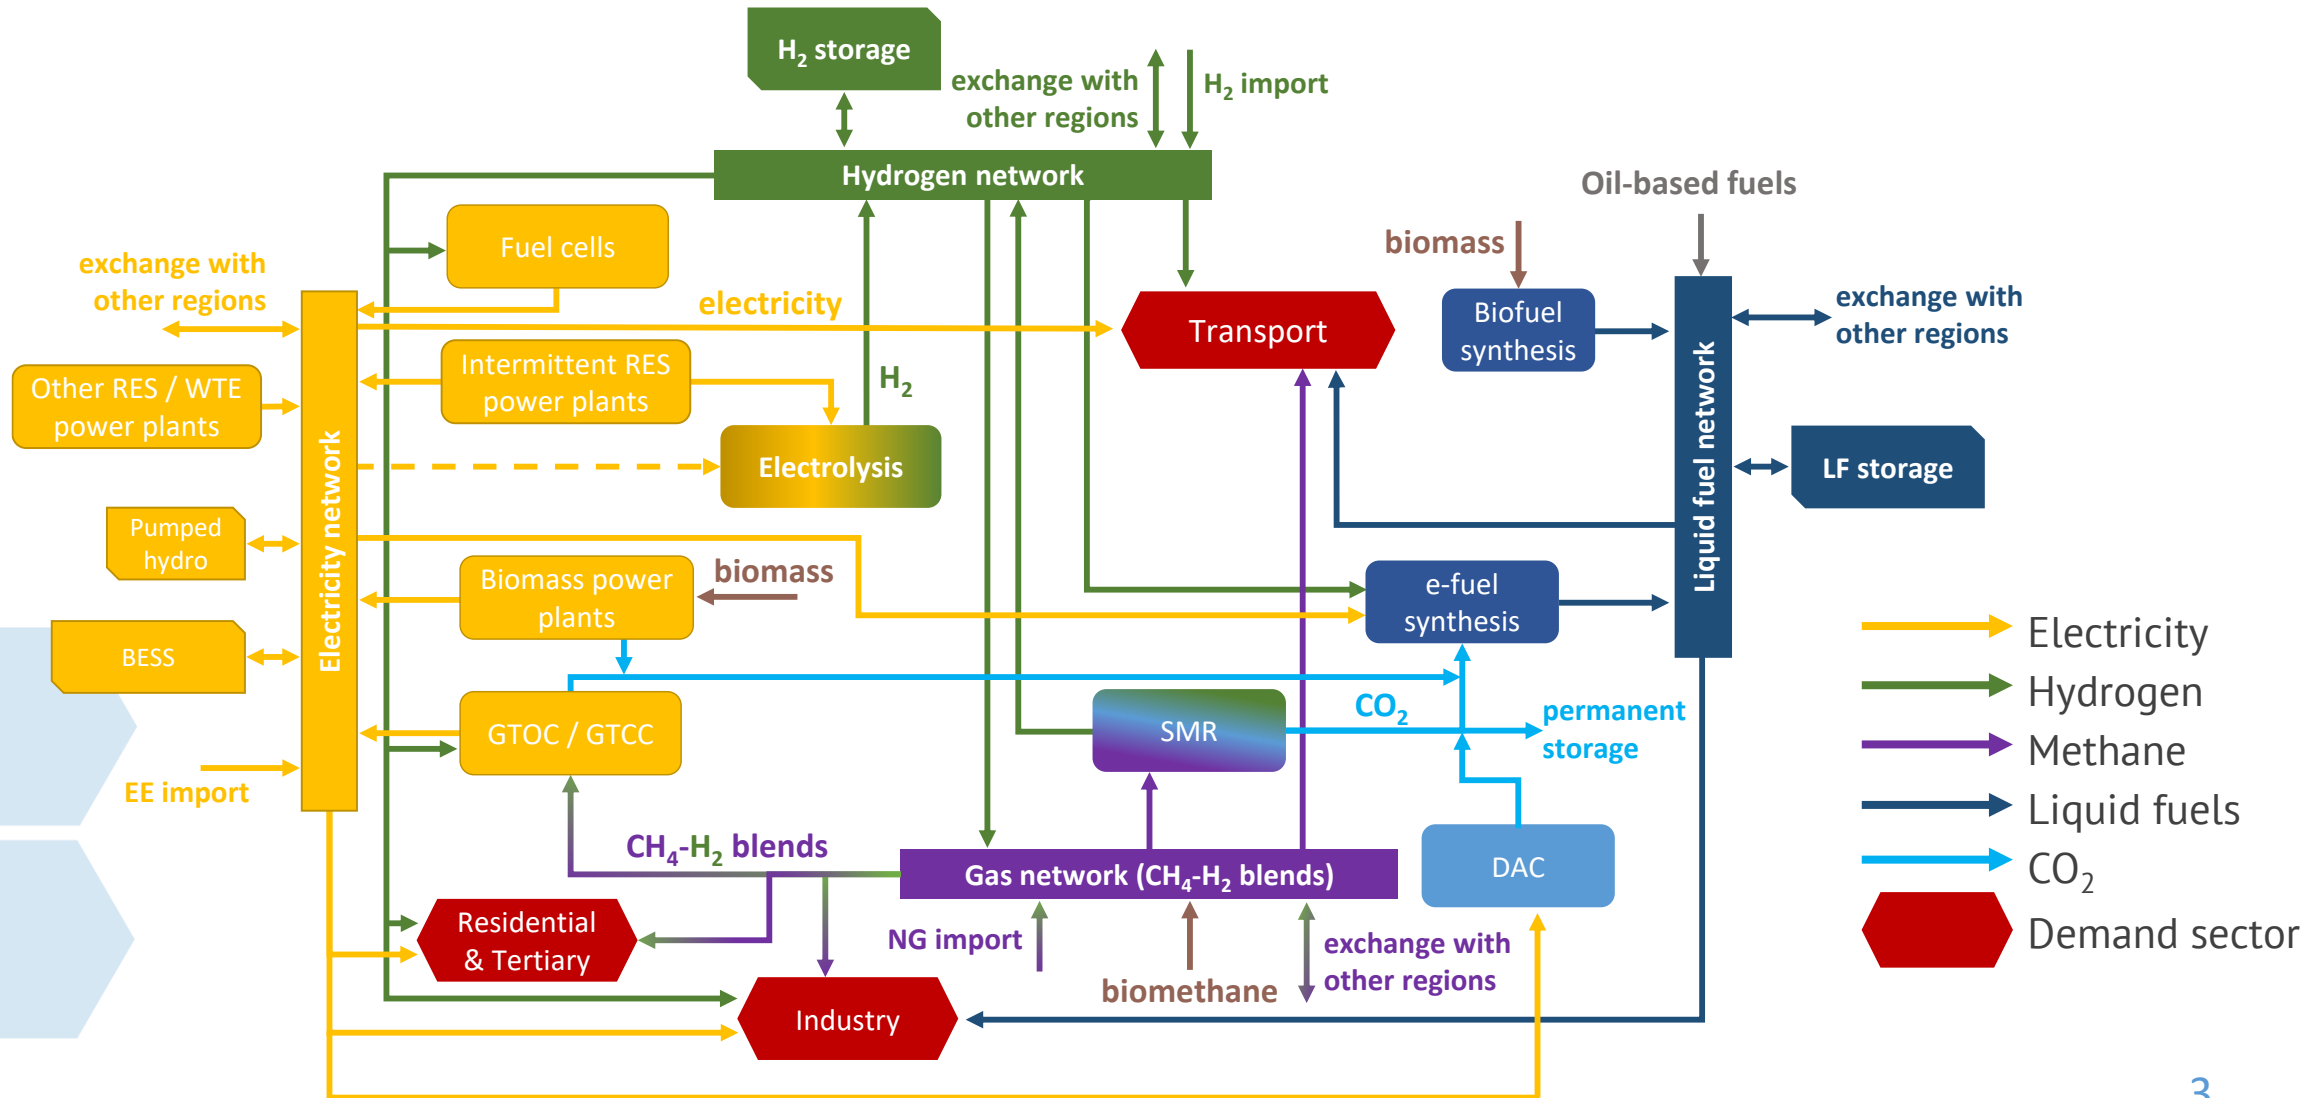 H2 storage
exchange with
other regions
H2 import
Hydrogen network
Oil-based fuels
Fuel cells
biomass
exchange with
other regions
electricity
Transport
Biofuel
synthesis
exchange with
other regions
Other RES / WTE
power plants
Intermittent RES
power plants
H2
Electricity network
Electrolysis
Liquid fuel network
LF storage
Pumped
hydro
Biomass power
plants
biomass
e-fuel
synthesis
BESS
GTOC / GTCC
SMR
CO2
permanent
storage
EE import
CH4-H2 blends
Gas network (CH4-H2 blends)
DAC
Residential
& Tertiary
NG import
biomethane
exchange with
other regions
Industry
Electricity
Hydrogen
Methane
Liquid fuels
CO2
Demand sector
3